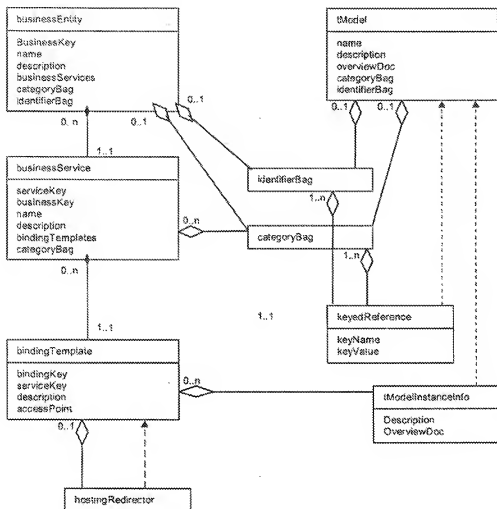 businessEntity
BusinessKey
name
description
businessServices
categoryBag
identifierBag
tModel
name
description
overviewDoc
categoryBag
identifierBag
0..n
0..1
0..1
0..1
0..1
1..1
businessService
serviceKey
businessKey
name
description
bindingTemplates
categoryBag
0..n
0..n
identifierBag
1..n
categoryBag
1..n
1..1
1..1
keyedReference
keyName
keyValue
bindingTemplate
bindingKey
serviceKey
description
accessPoint
0..n
0..1
tModelInstanceInfo
Description
OverviewDoc
hostingRedirector